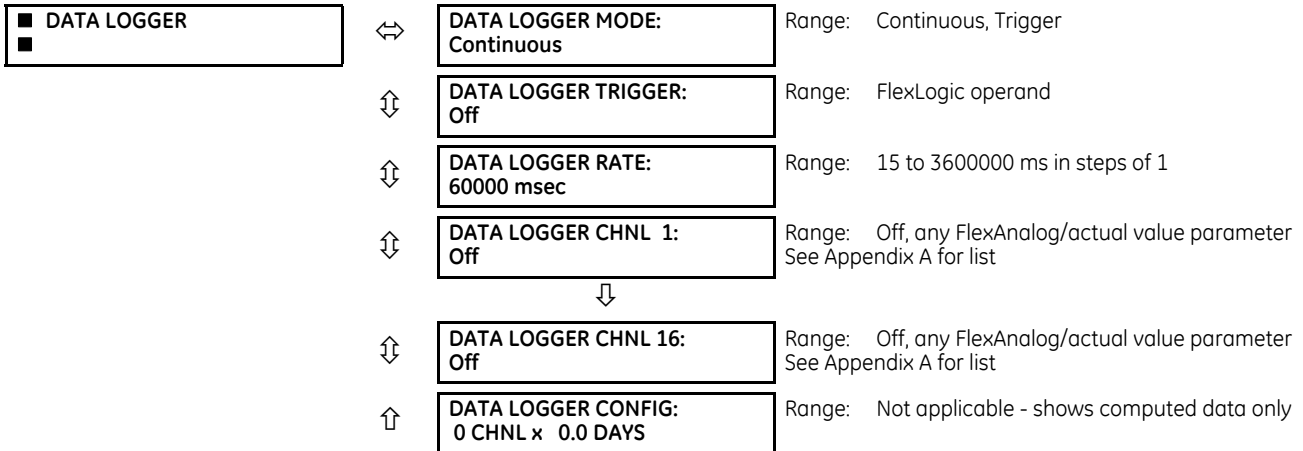 ■ DATA LOGGER
■
DATA LOGGER MODE:
Continuous
Range: Continuous, Trigger
DATA LOGGER TRIGGER:
Off
Range: FlexLogic operand
DATA LOGGER RATE:
60000 msec
Range: 15 to 3600000 ms in steps of 1
DATA LOGGER CHNL 1:
Off
Range: Off, any FlexAnalog/actual value parameter
See Appendix A for list
DATA LOGGER CHNL 16:
Off
Range: Off, any FlexAnalog/actual value parameter
See Appendix A for list
DATA LOGGER CONFIG:
0 CHNL x 0.0 DAYS
Range: Not applicable - shows computed data only